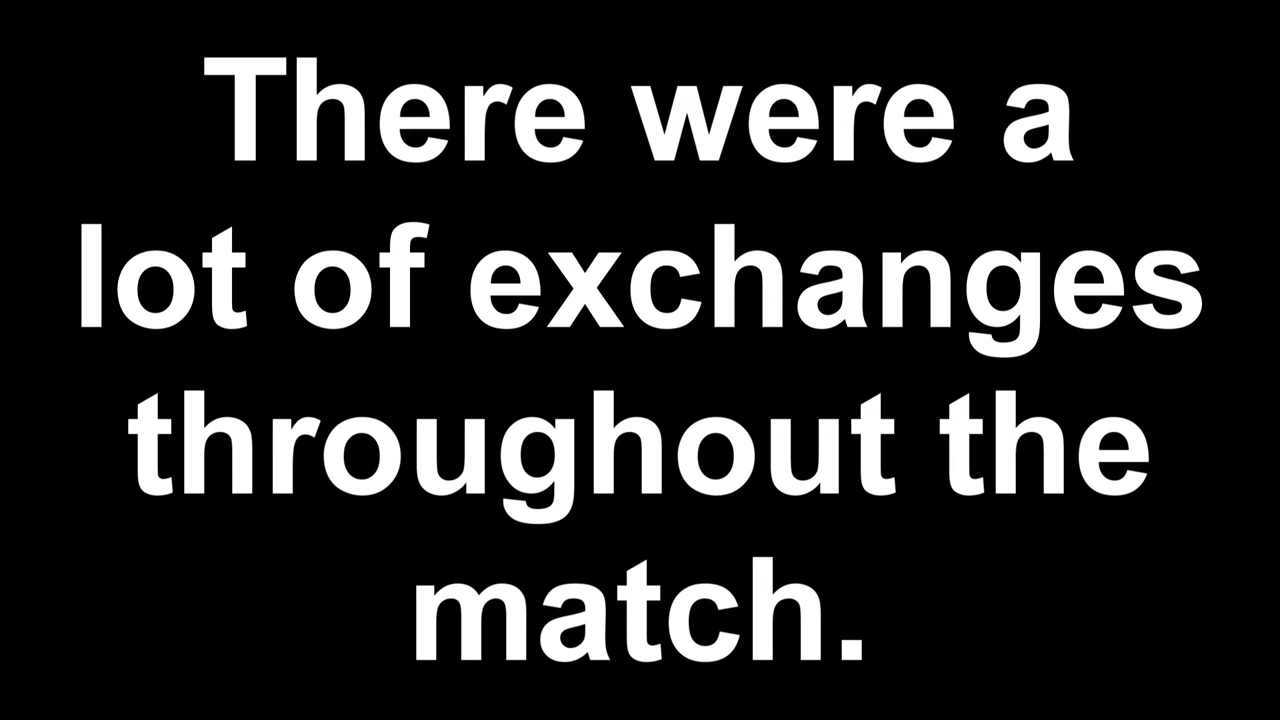 There were a
lot of exchanges
throughout the
match.